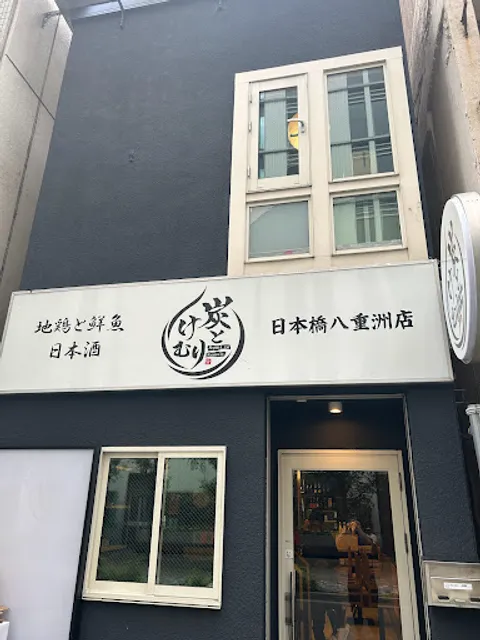 地鶏と鮮魚
日本酒
炭と
けむり
日本橋八重洲店